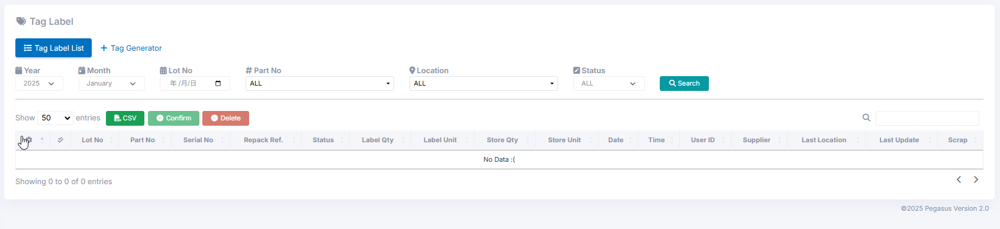 Tag Label
Tag Label List Tag Generator
Year Month Lot No Part No Location Status
2025 January 年 /月/日 ALL ALL ALL Search
Show 50 entries CSV Confirm Delete
Lot No Part No Serial No Repack Ref. Status Label Qty Label Unit Store Qty Store Unit Date Time User ID Supplier Last Location Last Update Scrap
No Data :(
Showing 0 to 0 of 0 entries
©2025 Pegasus Version 2.0